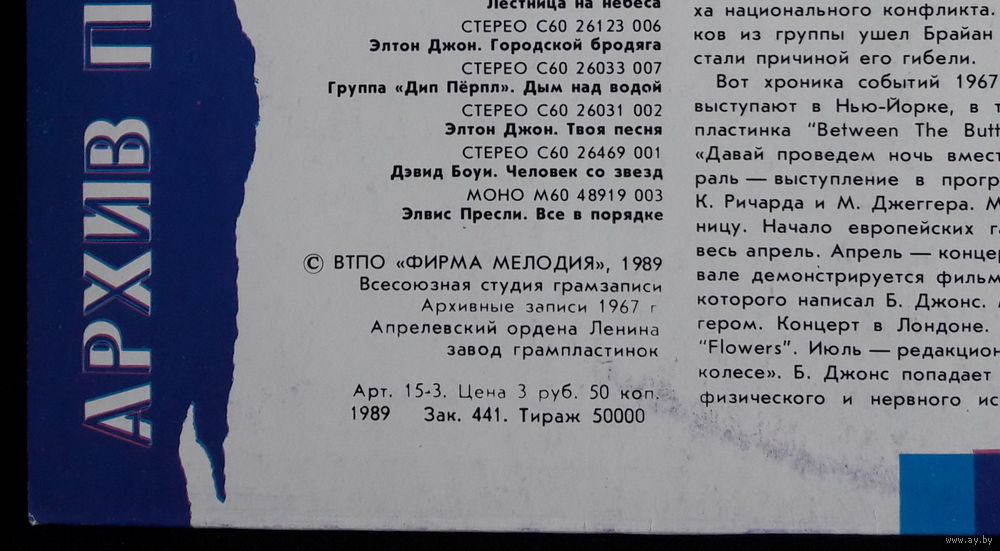 АРХИВ П
Лестница на небеса
СТЕРЕО С60 26123 006
Элтон Джон. Городской бродяга
СТЕРЕО С60 26033 007
Группа «Дип Пёрпл». Дым над водой
СТЕРЕО С60 26031 002
Элтон Джон. Твоя песня
СТЕРЕО С60 26469 001
Дэвид Боуи. Человек со звезд
МОНО М60 48919 003
Элвис Пресли. Все в порядке
© ВТПО «ФИРМА МЕЛОДИЯ», 1989
Всесоюзная студия грамзаписи
Архивные записи 1967 г
Апрелевский ордена Ленина
завод грампластинок
Арт. 15-3. Цена 3 руб. 50 коп.
1989 Зак. 441. Тираж 50000
ха национального конфликта.
ков из группы ушел Брайан
стали причиной его гибели.
Вот хроника событий 1967
выступают в Нью-Йорке, в т
пластинка "Between The Butt
«Давай проведем ночь вмест
раль — выступление в прогр
К. Ричарда и М. Джеггера. М
ницу. Начало европейских га
весь апрель. Апрель — концер
вале демонстрируется фильм
которого написал Б. Джонс.
гером. Концерт в Лондоне.
"Flowers". Июль — редакцион
колесе». Б. Джонс попадает
физического и нервного ис
www.ay.by